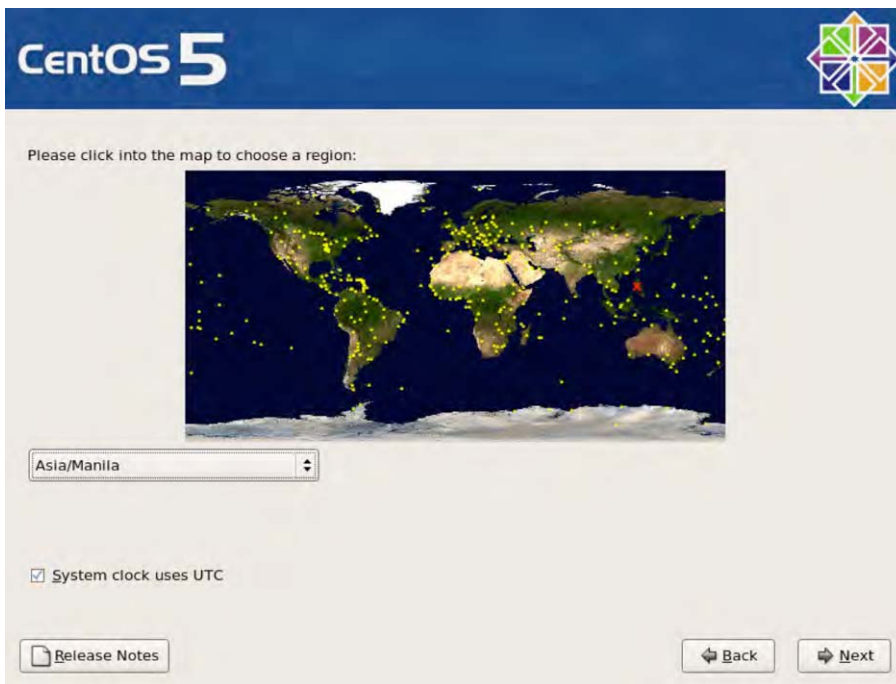 CentOS 5
Please click into the map to choose a region:
Asia/Manila
System clock uses UTC
Release Notes
Back
Next